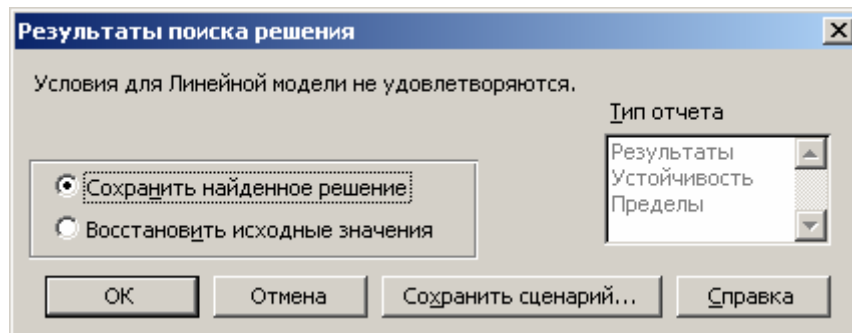 Результаты поиска решения
Условия для Линейной модели не удовлетворяются.
Тип отчета
Результаты
Устойчивость
Пределы
Сохранить найденное решение
Восстановить исходные значения
ОК
Отмена
Сохранить сценарий...
Справка